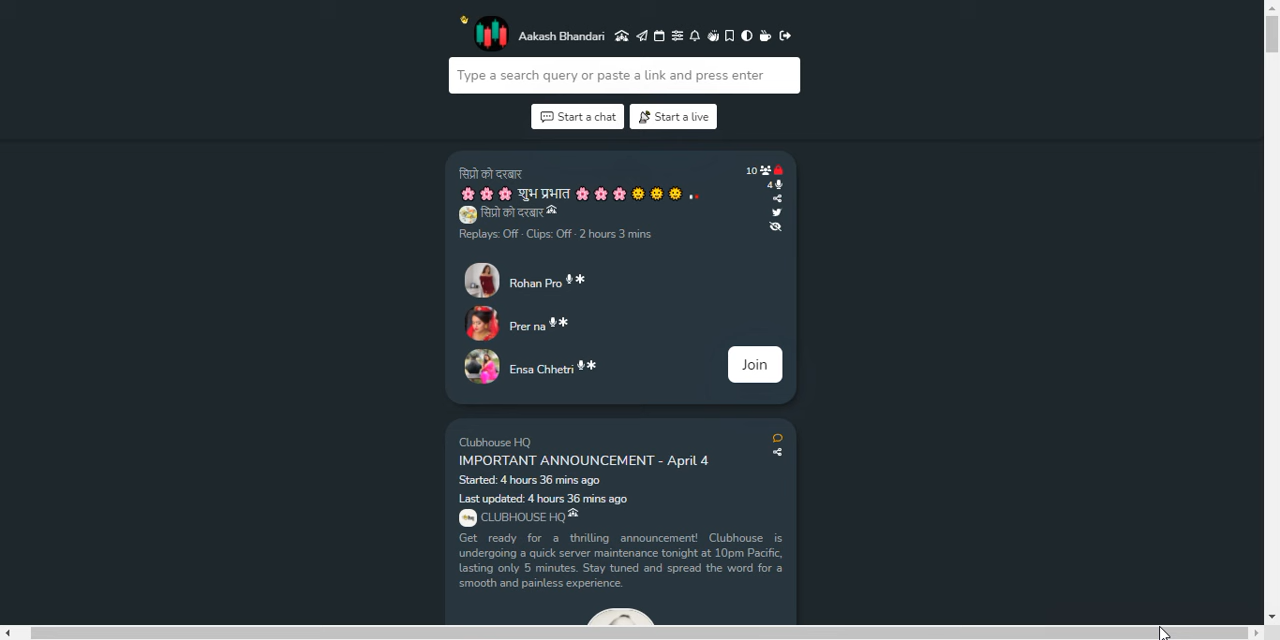 Aakash Bhandari
Type a search query or paste a link and press enter
Start a chat
Start a live
सिप्रो को दरबार
10
🌸 🌸 🌸 शुभ प्रभात 🌸 🌸 🌸 🌞 🌞 🌞
4
सिप्रो को दरबार
Replays: Off · Clips: Off · 2 hours 3 mins
Rohan Pro
Prer na
Ensa Chhetri
Join
Clubhouse HQ
IMPORTANT ANNOUNCEMENT - April 4
Started: 4 hours 36 mins ago
Last updated: 4 hours 36 mins ago
CLUBHOUSE HQ
Get ready for a thrilling announcement! Clubhouse is
undergoing a quick server maintenance tonight at 10pm Pacific,
lasting only 5 minutes. Stay tuned and spread the word for a
smooth and painless experience.